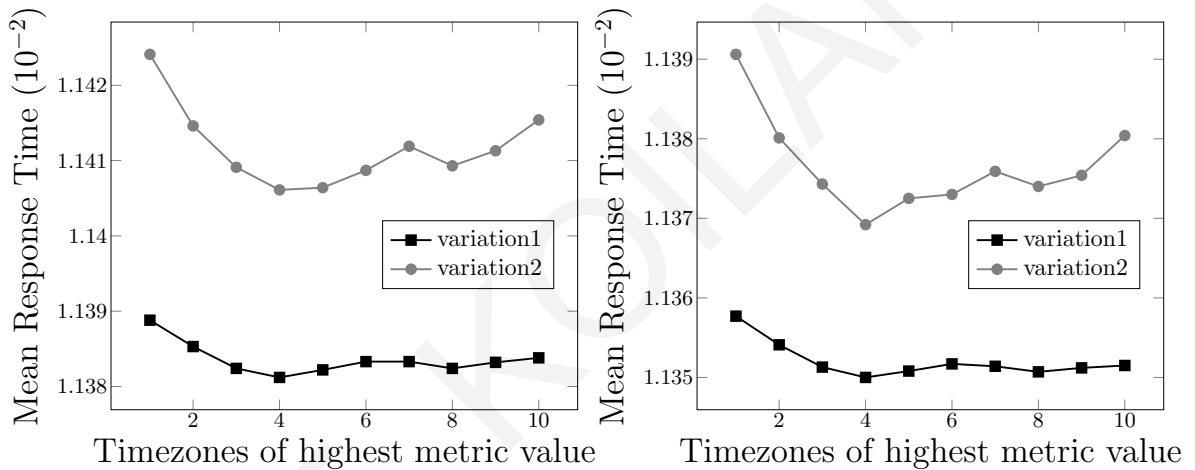 Mean Response Time (10^−2)
1.142
1.141
1.14
1.139
1.138
variation1
variation2
2 4 6 8 10
Timezones of highest metric value
Mean Response Time (10^−2)
1.139
1.138
1.137
1.136
1.135
variation1
variation2
2 4 6 8 10
Timezones of highest metric value